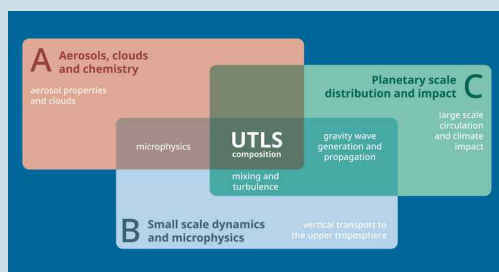 A Aerosols, clouds
and chemistry
aerosol properties
and clouds
Planetary scale
distribution and impact C
large scale
circulation
and climate
impact
microphysics
UTLS
composition
gravity wave
generation and
propagation
mixing and
turbulence
B Small scale dynamics
and microphysics
vertical transport to
the upper troposphere